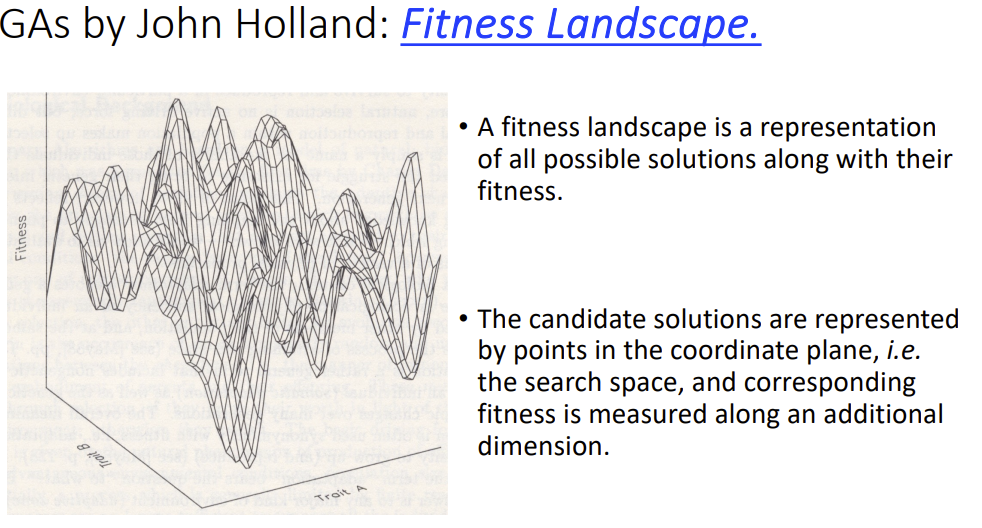 GAs by John Holland: Fitness Landscape.
• A fitness landscape is a representation
of all possible solutions along with their
fitness.
• The candidate solutions are represented
by points in the coordinate plane, i.e.
the search space, and corresponding
fitness is measured along an additional
dimension.
Fitness
Trait B
Trait A